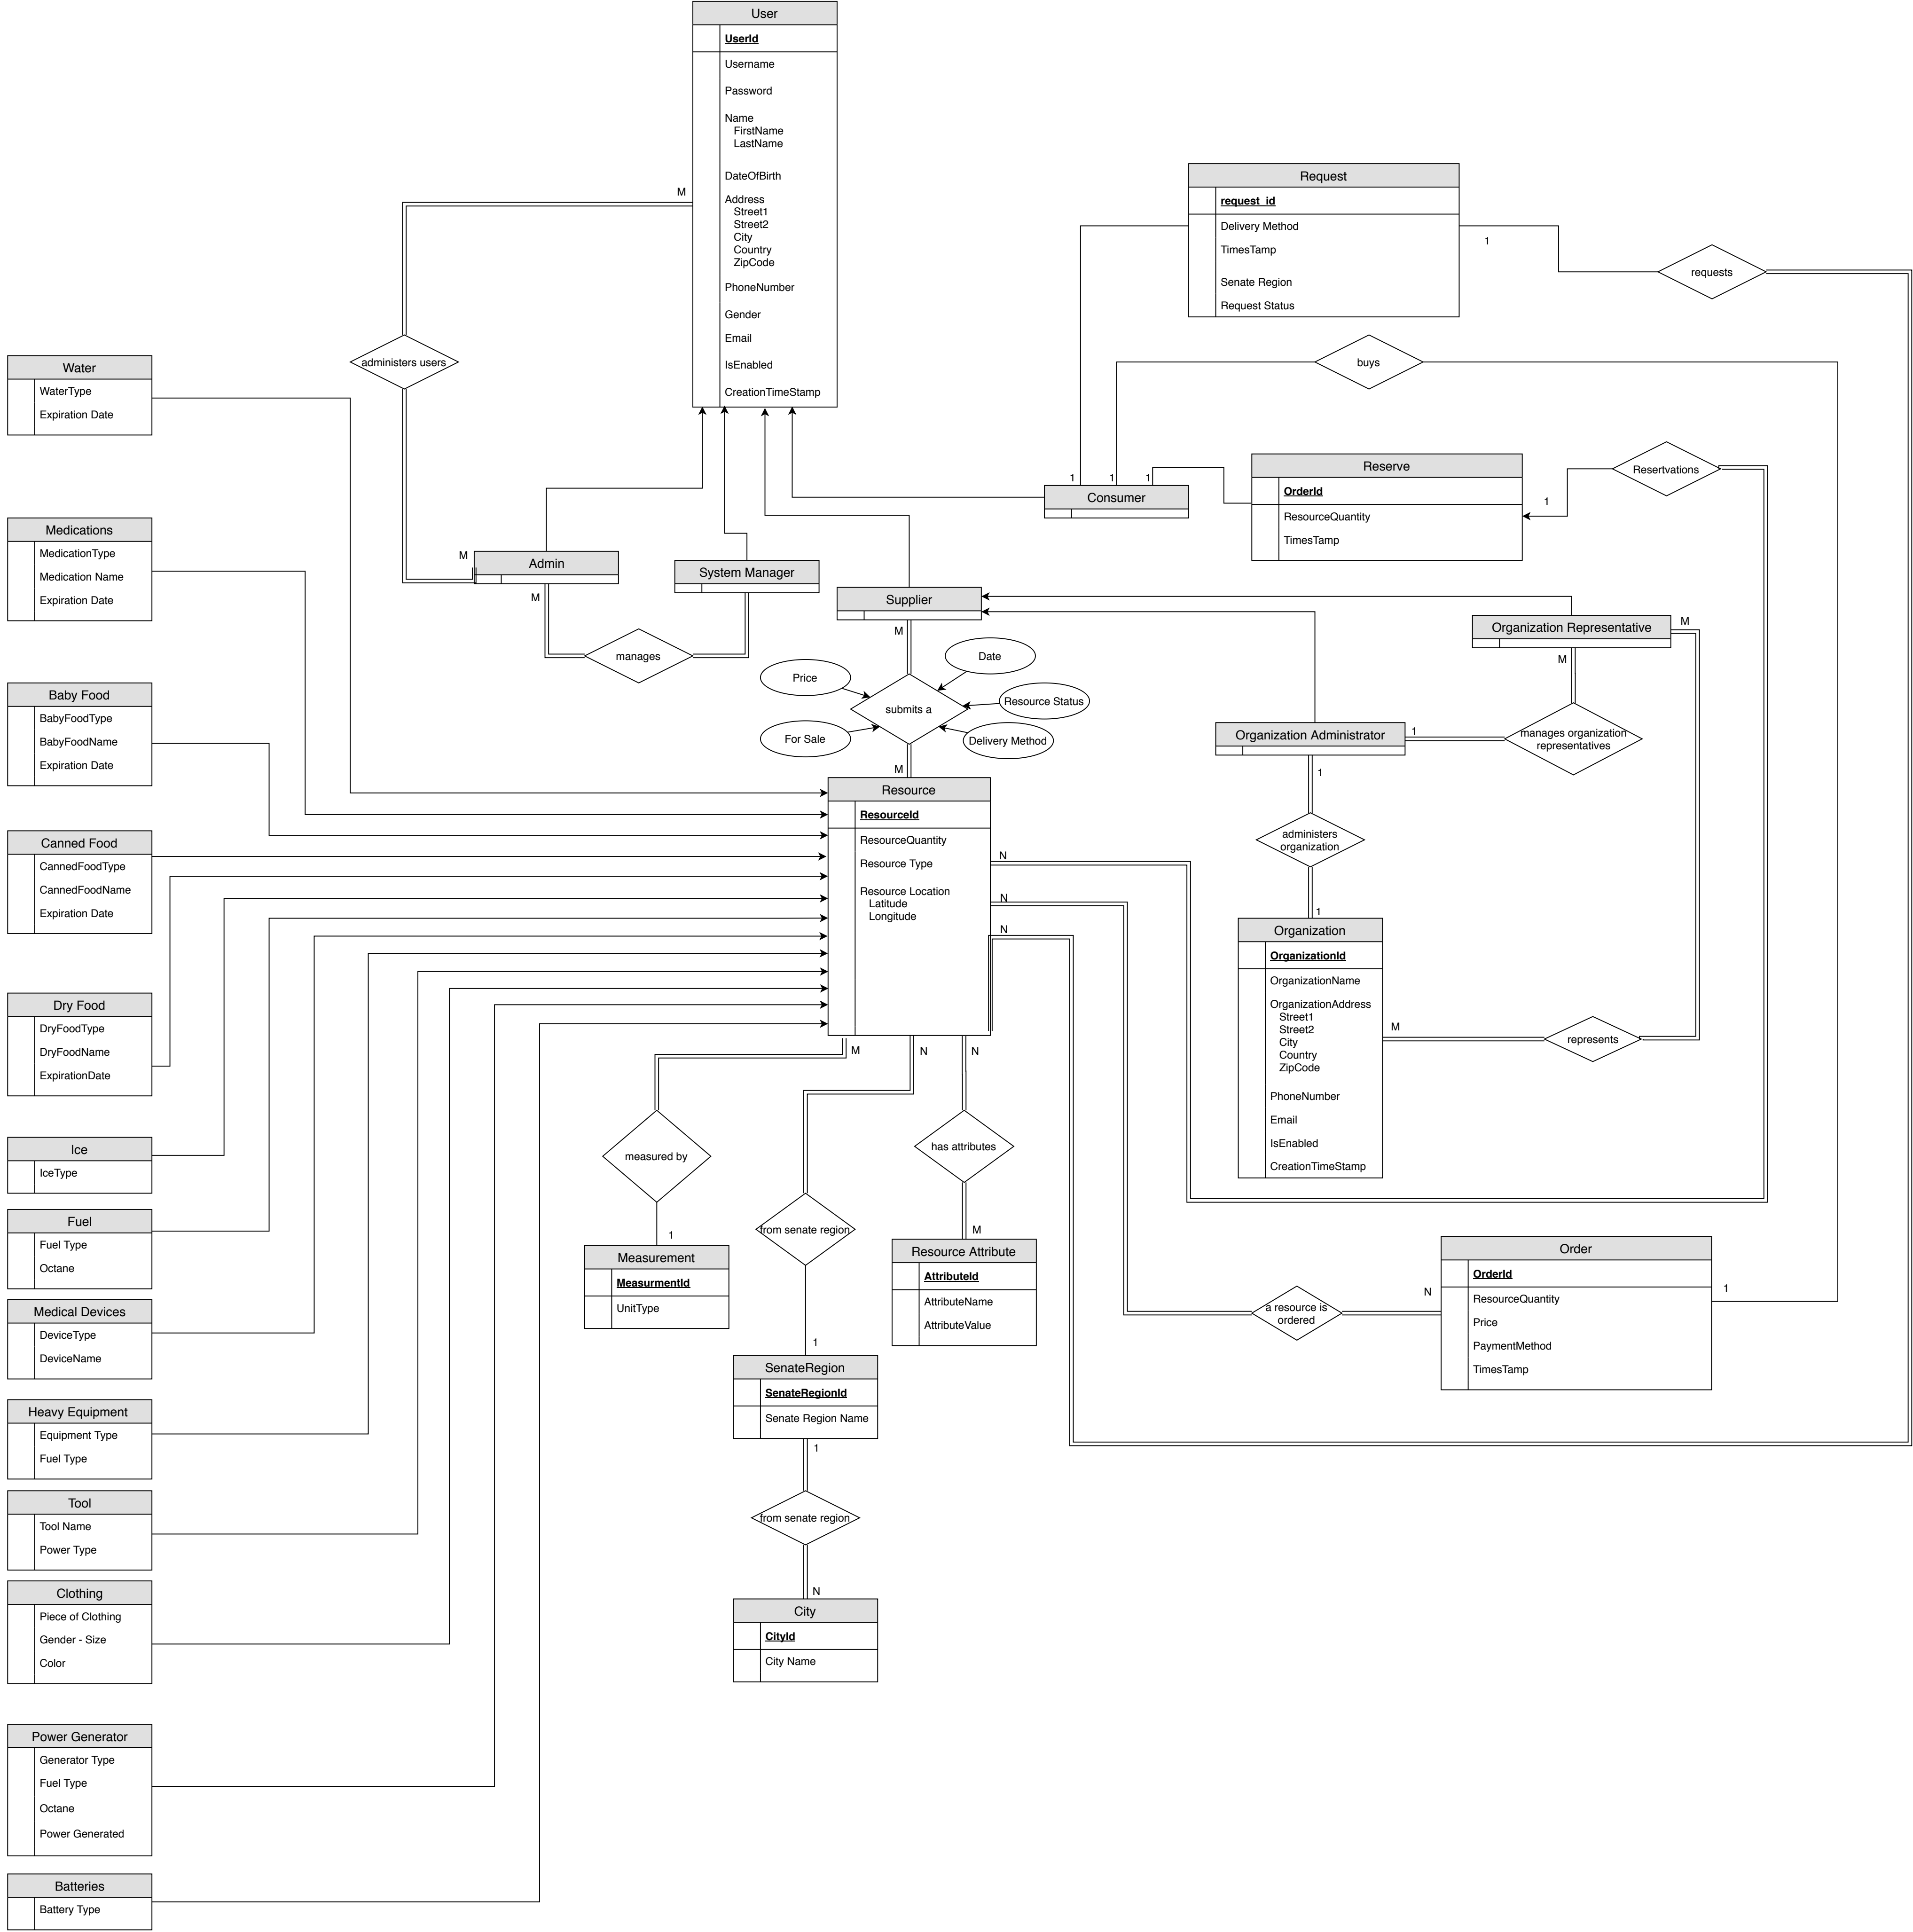 User
UserId
Username
Password
Name
FirstName
LastName
DateOfBirth
Address
Street1
Street2
City
Country
ZipCode
PhoneNumber
Gender
Email
IsEnabled
CreationTimeStamp
M
administers users
M
Request
request_id
Delivery Method
TimesTamp
Senate Region
Request Status
1
requests
buys
Reserve
OrderId
ResourceQuantity
TimesTamp
1
Resertvations
1
1
1
Consumer
Admin
M
System Manager
manages
Supplier
M
Price
Date
submits a
Resource Status
For Sale
Delivery Method
M
Organization Representative
M
M
Organization Administrator
1
manages organization
representatives
1
administers
organization
1
Organization
OrganizationId
OrganizationName
OrganizationAddress
Street1
Street2
City
Country
ZipCode
PhoneNumber
Email
IsEnabled
CreationTimeStamp
M
represents
Resource
ResourceId
ResourceQuantity
Resource Type
Resource Location
Latitude
Longitude
N
N
N
M
N
N
measured by
1
Measurement
MeasurmentId
UnitType
from senate region
1
has attributes
M
Resource Attribute
AttributeId
AttributeName
AttributeValue
SenateRegion
SenateRegionId
Senate Region Name
1
from senate region
N
City
CityId
City Name
a resource is
ordered
N
Order
OrderId
ResourceQuantity
Price
PaymentMethod
TimesTamp
1
Water
WaterType
Expiration Date
Medications
MedicationType
Medication Name
Expiration Date
Baby Food
BabyFoodType
BabyFoodName
Expiration Date
Canned Food
CannedFoodType
CannedFoodName
Expiration Date
Dry Food
DryFoodType
DryFoodName
ExpirationDate
Ice
IceType
Fuel
Fuel Type
Octane
Medical Devices
DeviceType
DeviceName
Heavy Equipment
Equipment Type
Fuel Type
Tool
Tool Name
Power Type
Clothing
Piece of Clothing
Gender - Size
Color
Power Generator
Generator Type
Fuel Type
Octane
Power Generated
Batteries
Battery Type